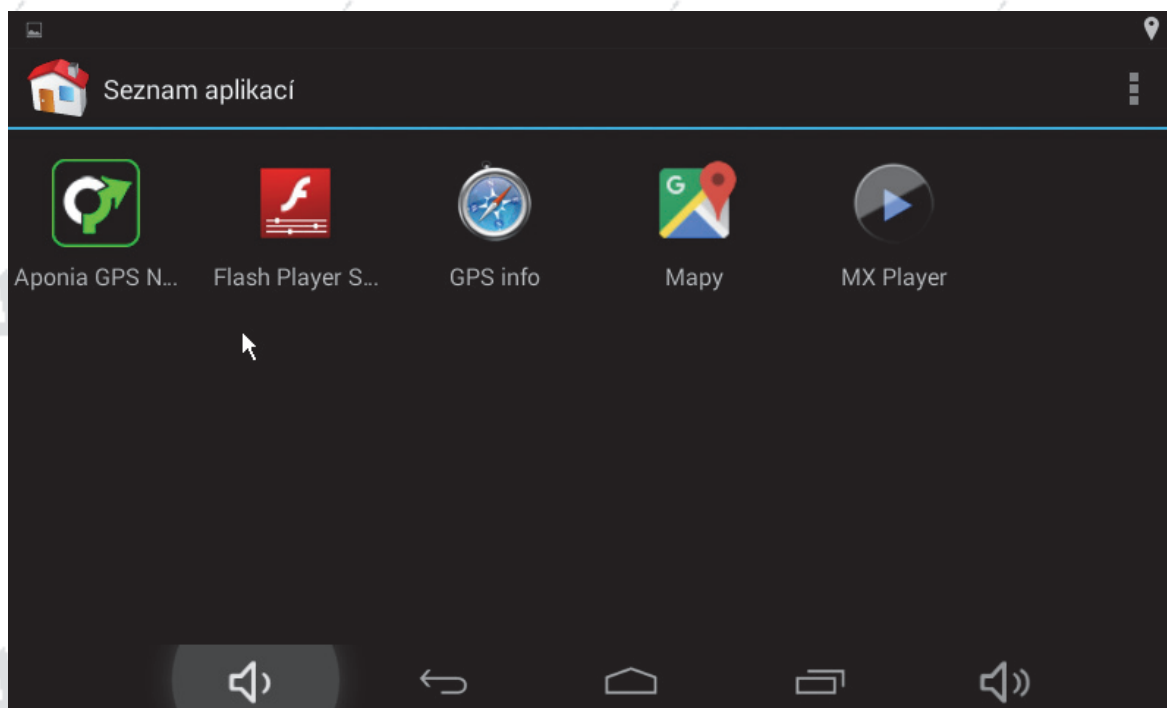 Seznam aplikací
Aponia GPS N...
Flash Player S...
GPS info
G
Mapy
MX Player